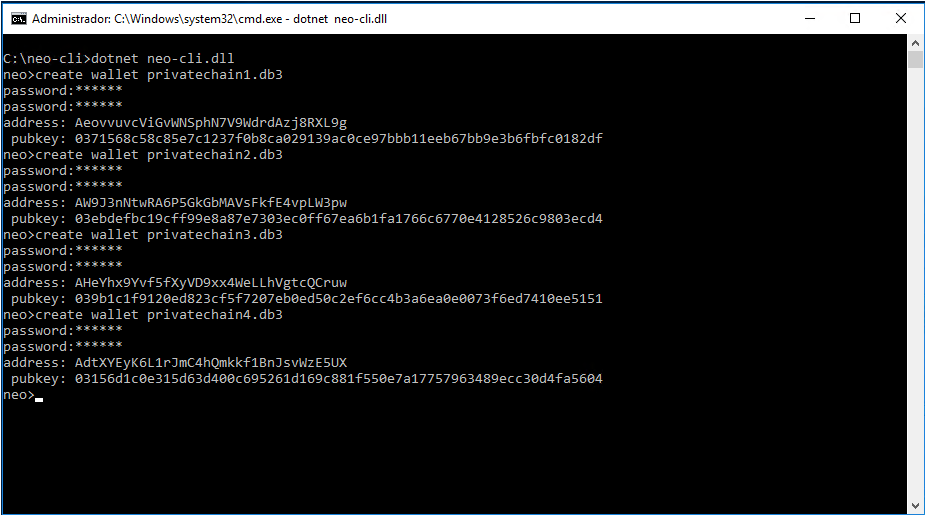 Administrador: C:\Windows\system32\cmd.exe - dotnet  neo-cli.dll
C:\neo-cli>dotnet neo-cli.dll
neo>create wallet privatechain1.db3
password:******
password:******
address: AeovvuvcViGvWNSphN7V9WdrdAzj8RXL9g
 pubkey: 0371568c58c85e7c1237f0b8ca029139ac0ce97bbb11eeb67bb9e3b6fbfc0182df
neo>create wallet privatechain2.db3
password:******
password:******
address: AW9J3nNtwRA6P5GkGbMAVsFkfE4vpLW3pw
 pubkey: 03ebdefbc19cff99e8a87e7303ec0ff67ea6b1fa1766c6770e4128526c9803ecd4
neo>create wallet privatechain3.db3
password:******
password:******
address: AHeYhx9Yvf5fXyVD9xx4WeLLhVgtcQCruw
 pubkey: 039b1c1f9120ed823cf5f7207eb0ed50c2ef6cc4b3a6ea0e0073f6ed7410ee5151
neo>create wallet privatechain4.db3
password:******
password:******
address: AdtXYEyK6L1rJmC4hQmkkf1BnJsvWzE5UX
 pubkey: 03156d1c0e315d63d400c695261d169c881f550e7a17757963489ecc30d4fa5604
neo>